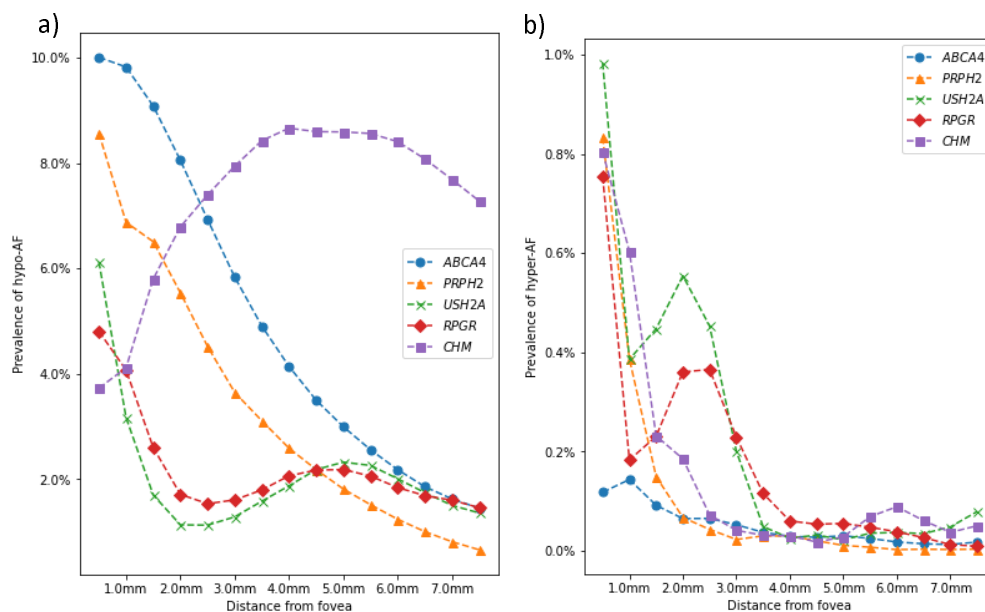 a)
10.0%
8.0%
6.0%
4.0%
2.0%
Prevalence of hypo-AF
ABCA4
PRPH2
USH2A
RPGR
CHM
1.0mm 2.0mm 3.0mm 4.0mm 5.0mm 6.0mm 7.0mm
Distance from fovea
b)
1.0%
0.8%
0.6%
0.4%
0.2%
0.0%
Prevalence of hyper-AF
ABCA4
PRPH2
USH2A
RPGR
CHM
1.0mm 2.0mm 3.0mm 4.0mm 5.0mm 6.0mm 7.0mm
Distance from fovea